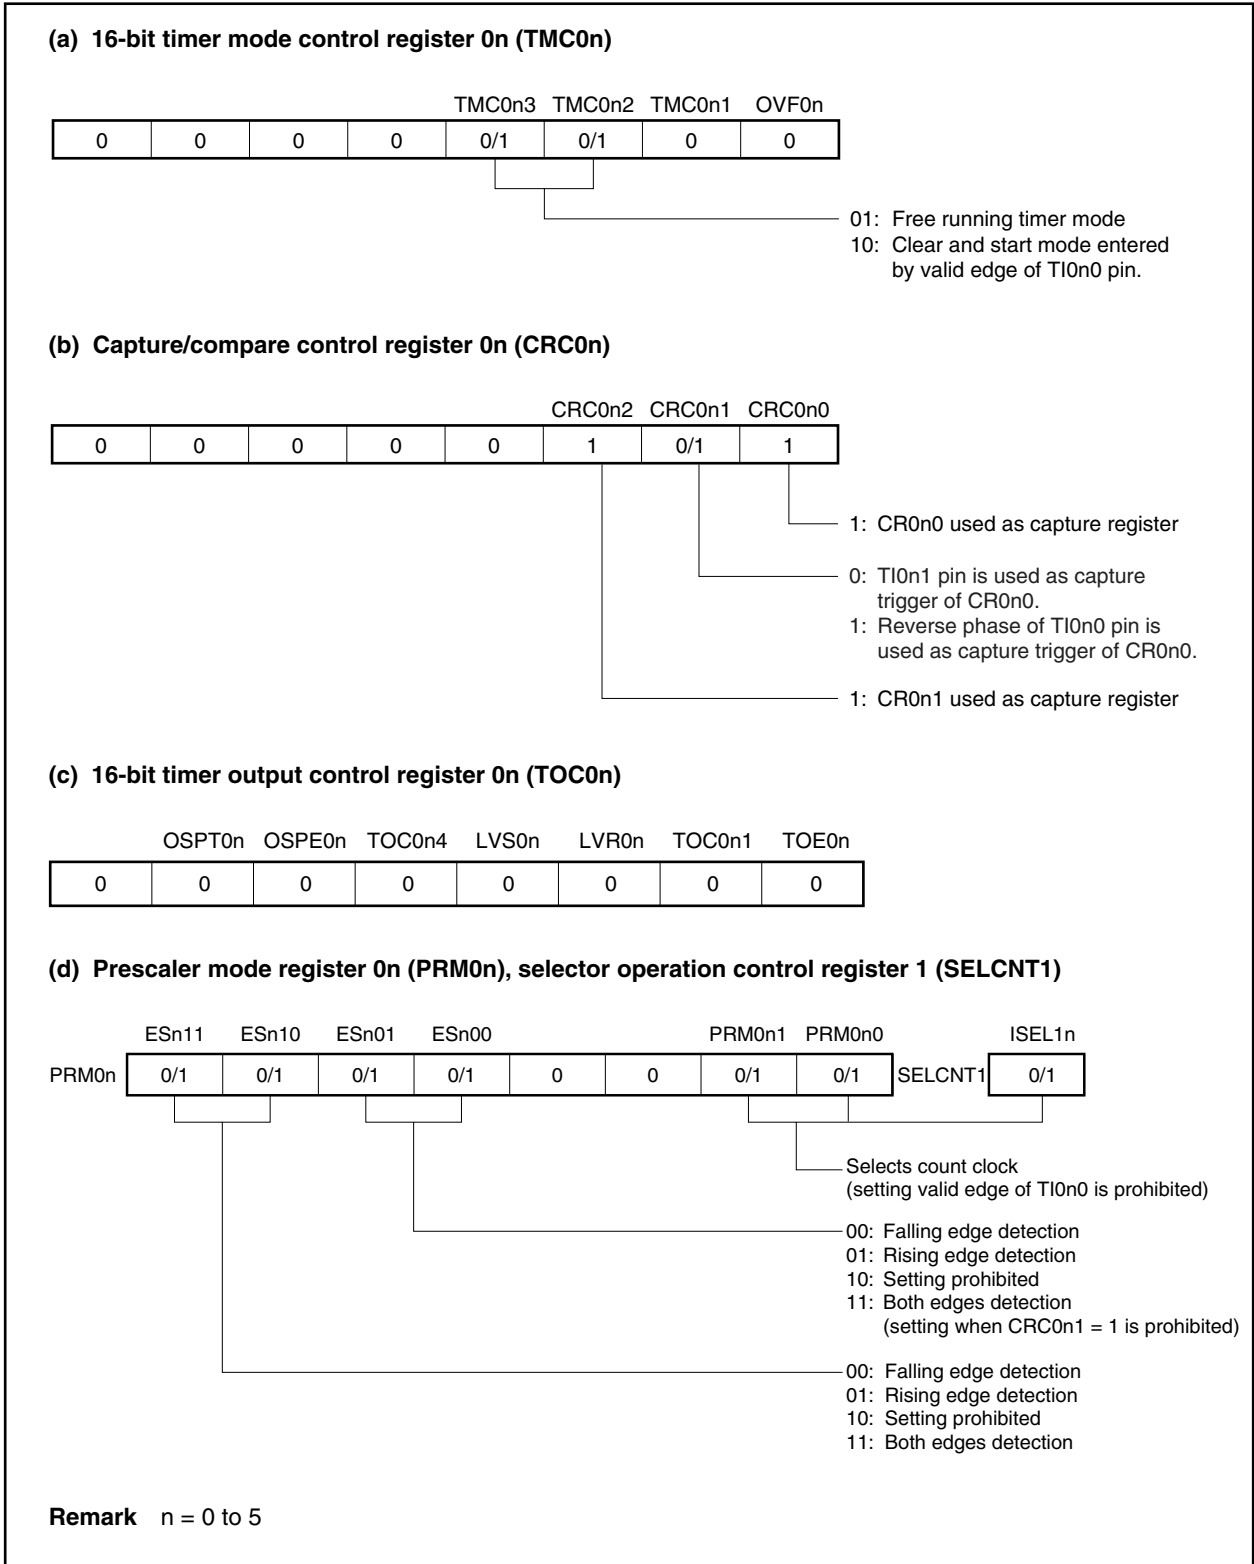 (a) 16-bit timer mode control register 0n (TMC0n)
TMC0n3 TMC0n2 TMC0n1 OVF0n
0 0 0 0 0/1 0/1 0 0
01: Free running timer mode
10: Clear and start mode entered
by valid edge of TI0n0 pin.
(b) Capture/compare control register 0n (CRC0n)
CRC0n2 CRC0n1 CRC0n0
0 0 0 0 0 1 0/1 1
1: CR0n0 used as capture register
0: TI0n1 pin is used as capture
trigger of CR0n0.
1: Reverse phase of TI0n0 pin is
used as capture trigger of CR0n0.
1: CR0n1 used as capture register
(c) 16-bit timer output control register 0n (TOC0n)
OSPT0n OSPE0n TOC0n4 LVS0n LVR0n TOC0n1 TOE0n
0 0 0 0 0 0 0 0
(d) Prescaler mode register 0n (PRM0n), selector operation control register 1 (SELCNT1)
ESn11 ESn10 ESn01 ESn00 PRM0n1 PRM0n0 ISEL1n
PRM0n 0/1 0/1 0/1 0/1 0 0 0/1 0/1 SELCNT1 0/1
Selects count clock
(setting valid edge of TI0n0 is prohibited)
00: Falling edge detection
01: Rising edge detection
10: Setting prohibited
11: Both edges detection
(setting when CRC0n1 = 1 is prohibited)
00: Falling edge detection
01: Rising edge detection
10: Setting prohibited
11: Both edges detection
Remark n = 0 to 5